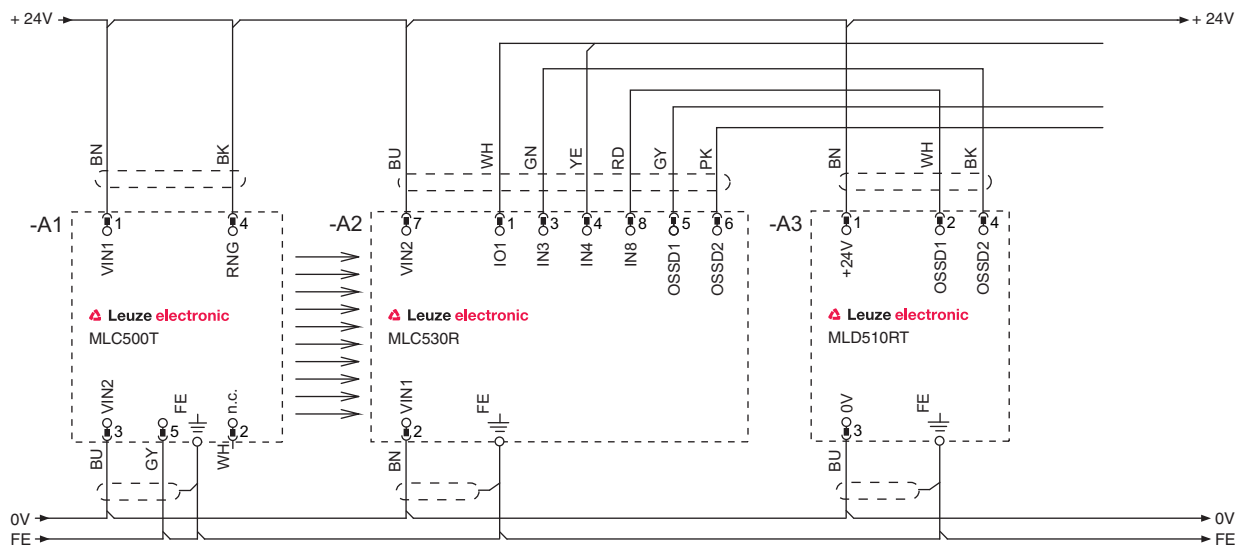 + 24V
+ 24V
BN
BK
BU
WH
GN
YE
RD
GY
PK
BN
WH
BK
-A1
1
4
-A2
7
1
3
4
8
5
6
-A3
1
2
4
VIN1
RNG
VIN2
IO1
IN3
IN4
IN8
OSSD1
OSSD2
+24V
OSSD1
OSSD2
Leuze electronic
Leuze electronic
Leuze electronic
MLC500T
MLC530R
MLD510RT
VIN2
FE
n.c.
VIN1
FE
0V
FE
3
5
2
2
3
BU
GY
WH
BN
BU
0V
0V
FE
FE